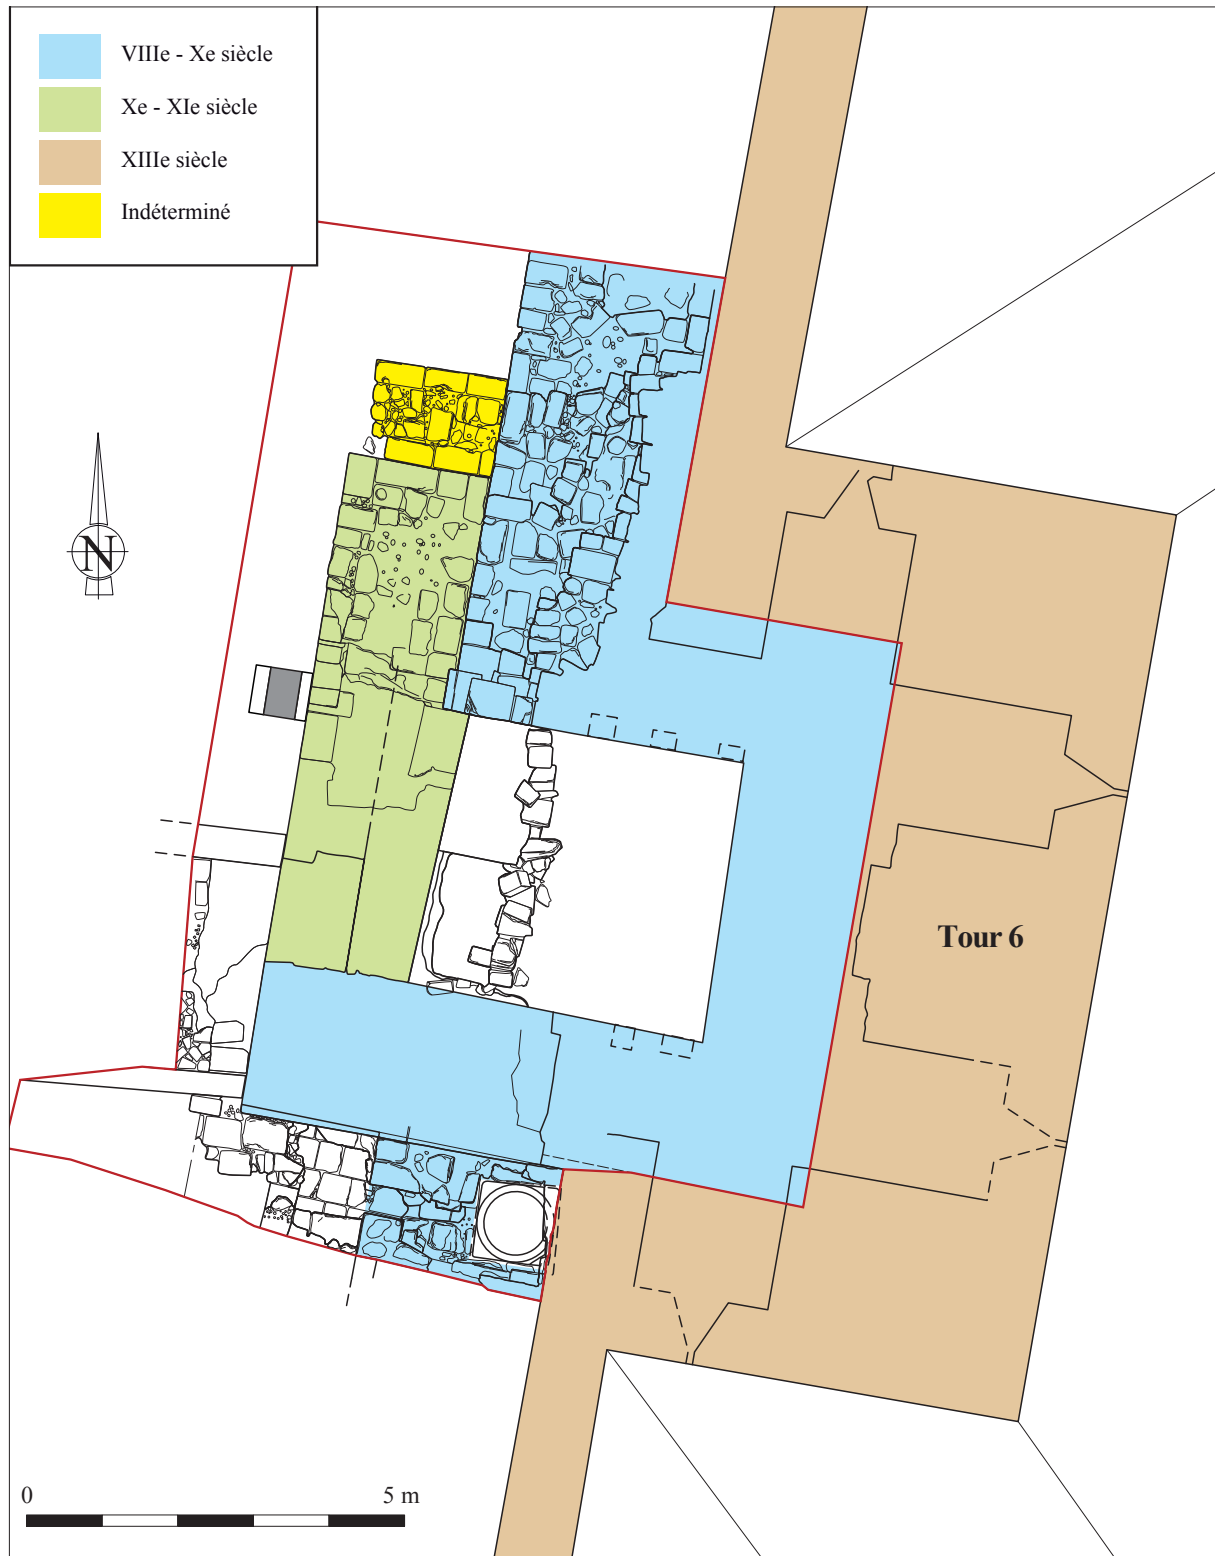 VIIIe - Xe siècle
Xe - XIe siècle
XIIIe siècle
Indéterminé
N
Tour 6
0 5 m